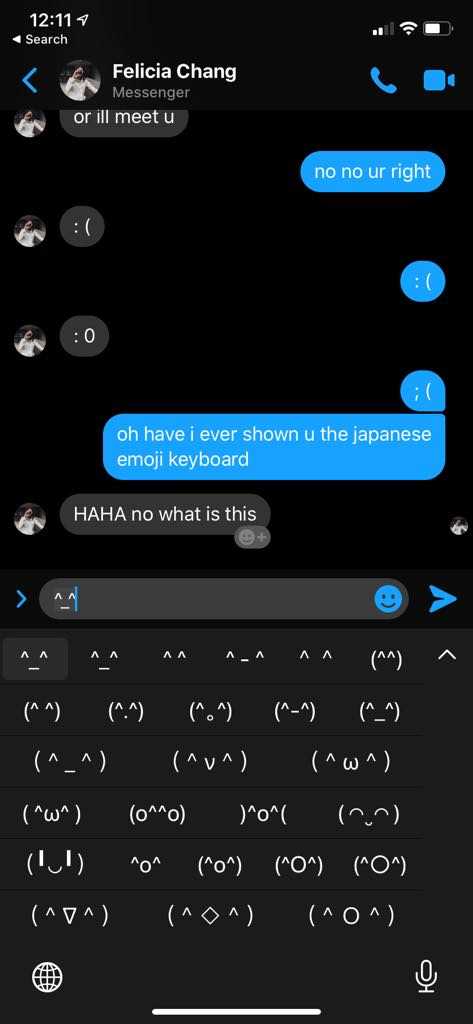 12:11
◀ Search
Felicia Chang
Messenger
or ill meet u
no no ur right
: (
: (
: 0
; (
oh have i ever shown u the japanese
emoji keyboard
HAHA no what is this
^_^
^_^ ^_^ ^ ^ ^ - ^ ^ ^ (^^)
(^ ^) (^.^) (^。^) (^-^) (^_^)
( ^ _ ^ ) ( ^ ν ^ ) ( ^ ω ^ )
( ^ω^ ) (o^^o) )^o^( (◠‿◠)
(╹◡╹) ^o^ (^o^) (^O^) (^○^)
( ^ ∇ ^ ) ( ^ ◇ ^ ) ( ^ O ^ )